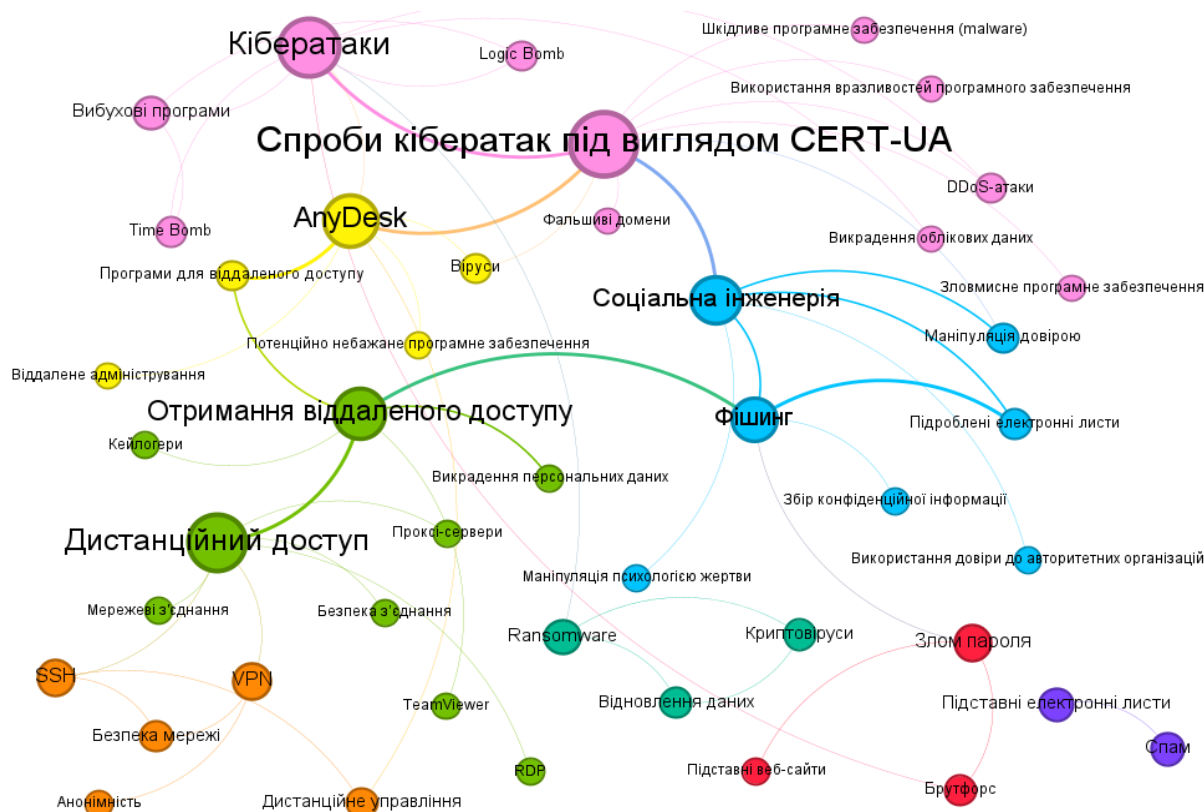 Шкідливе програмне забезпечення (malware)
Кібератаки
Logic Bomb
Використання вразливостей програмного забезпечення
Вибухові програми
Спроби кібератак під виглядом CERT-UA
DDoS-атаки
AnyDesk
Фальшиві домени
Time Bomb
Викрадення облікових даних
Віруси
Програми для віддаленого доступу
Зловмисне програмне забезпечення
Соціальна інженерія
Маніпуляція довірою
Потенційно небажане програмне забезпечення
Віддалене адміністрування
Отримання віддаленого доступу
Фішинг
Підроблені електронні листи
Кейлогери
Викрадення персональних даних
Збір конфіденційної інформації
Проксі-сервери
Дистанційний доступ
Використання довіри до авторитетних організацій
Маніпуляція психологією жертви
Мережеві з'єднання
Безпека з'єднання
Ransomware
Криптовіруси
Злом пароля
SSH
VPN
TeamViewer
Відновлення даних
Підставні електронні листи
Безпека мережі
Спам
RDP
Підставні веб-сайти
Брутфорс
Анонімність
Дистанційне управління